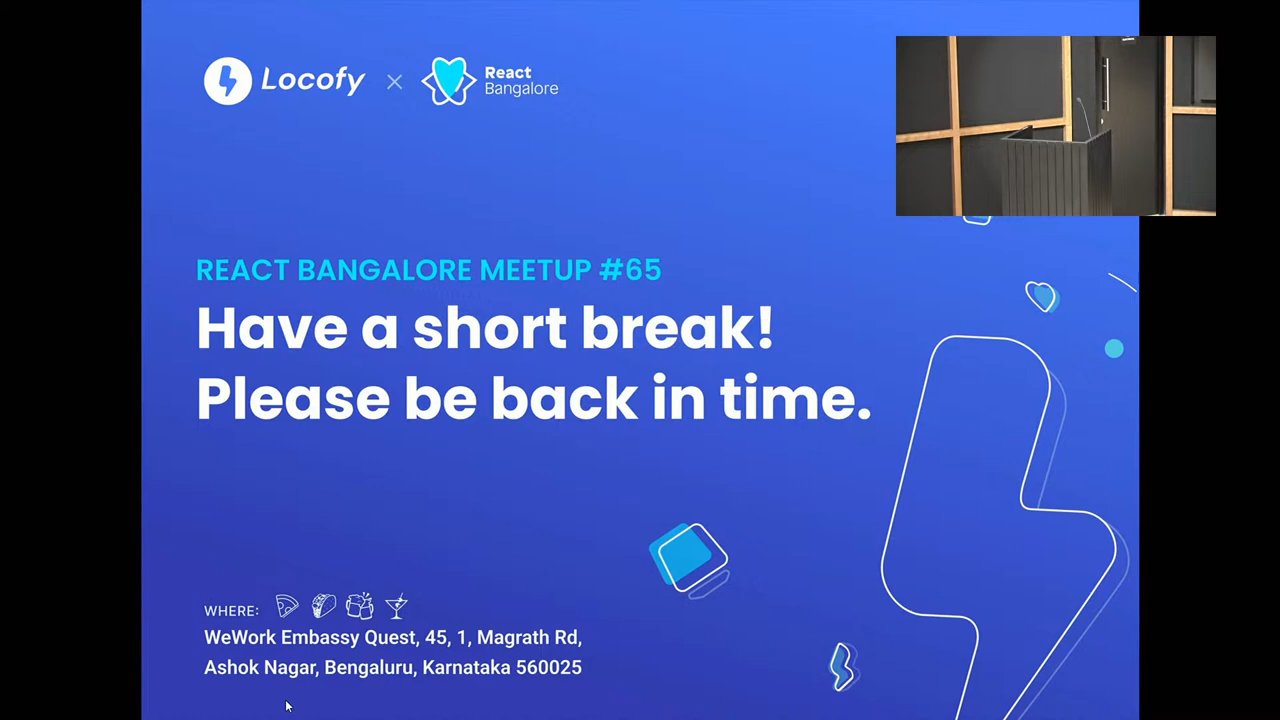 Locofy × React Bangalore
REACT BANGALORE MEETUP #65
Have a short break!
Please be back in time.
WHERE:
WeWork Embassy Quest, 45, 1, Magrath Rd,
Ashok Nagar, Bengaluru, Karnataka 560025